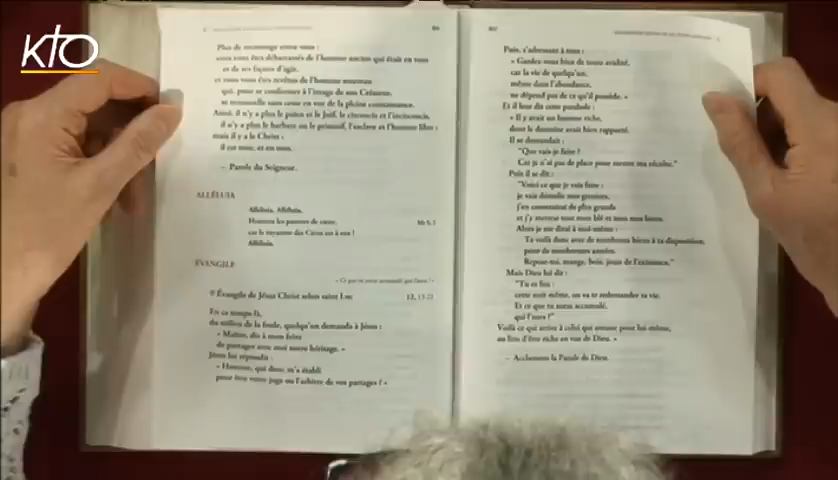 KTO
Plus de mensonge entre vous :
vous vous êtes débarrassés de l'homme ancien qui était en vous
et de ses façons d'agir,
et vous vous êtes revêtus de l'homme nouveau
qui, pour se conformer à l'image de son Créateur,
se renouvelle sans cesse en vue de la pleine connaissance.
Ainsi, il n'y a plus le païen et le Juif, le circoncis et l'incirconcis,
il n'y a plus le barbare ou le primitif, l'esclave et l'homme libre ;
mais il y a le Christ :
il est tout, et en tous.
– Parole du Seigneur.
ALLÉLUIA
Alléluia. Alléluia.
Heureux les pauvres de cœur,
car le royaume des Cieux est à eux !
Mt 5, 3
Alléluia.
ÉVANGILE
Évangile de Jésus Christ selon saint Luc
12, 13-21
En ce temps-là,
du milieu de la foule, quelqu'un demanda à Jésus :
« Maître, dis à mon frère
de partager avec moi notre héritage. »
Jésus lui répondit :
« Homme, qui donc m'a établi
pour être votre juge ou l'arbitre de vos partages ? »
Puis, s'adressant à tous :
« Gardez-vous bien de toute avidité,
car la vie de quelqu'un,
même dans l'abondance,
ne dépend pas de ce qu'il possède. »
Et il leur dit cette parabole :
« Il y avait un homme riche,
dont le domaine avait bien rapporté.
Il se demandait :
"Que vais-je faire ?
Car je n'ai pas de place pour mettre ma récolte."
Puis il se dit :
"Voici ce que je vais faire :
je vais démolir mes greniers,
j'en construirai de plus grands
et j'y mettrai tout mon blé et tous mes biens.
Alors je me dirai à moi-même :
Te voilà donc avec de nombreux biens à ta disposition,
pour de nombreuses années.
Repose-toi, mange, bois, jouis de l'existence."
Mais Dieu lui dit :
"Tu es fou :
cette nuit même, on va te redemander ta vie.
Et ce que tu auras accumulé,
qui l'aura ?"
Voilà ce qui arrive à celui qui amasse pour lui-même,
au lieu d'être riche en vue de Dieu. »
– Acclamons la Parole de Dieu.